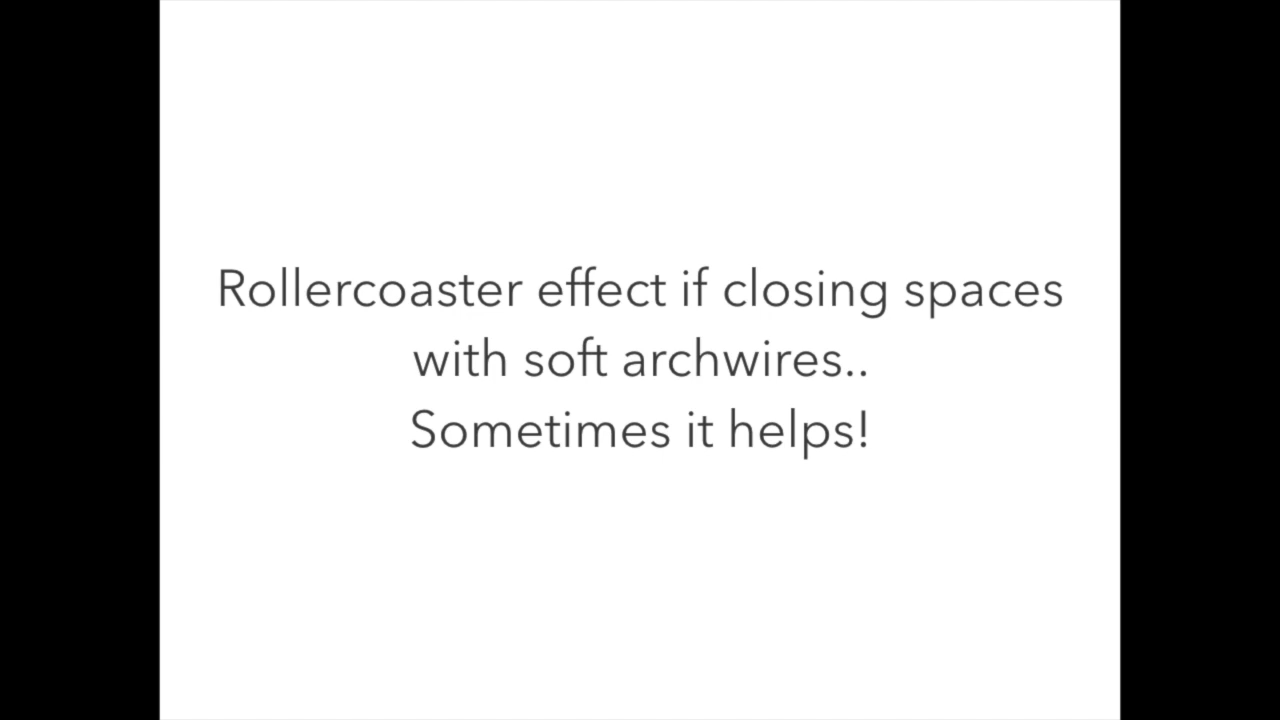 Rollercoaster effect if closing spaces
with soft archwires..
Sometimes it helps!